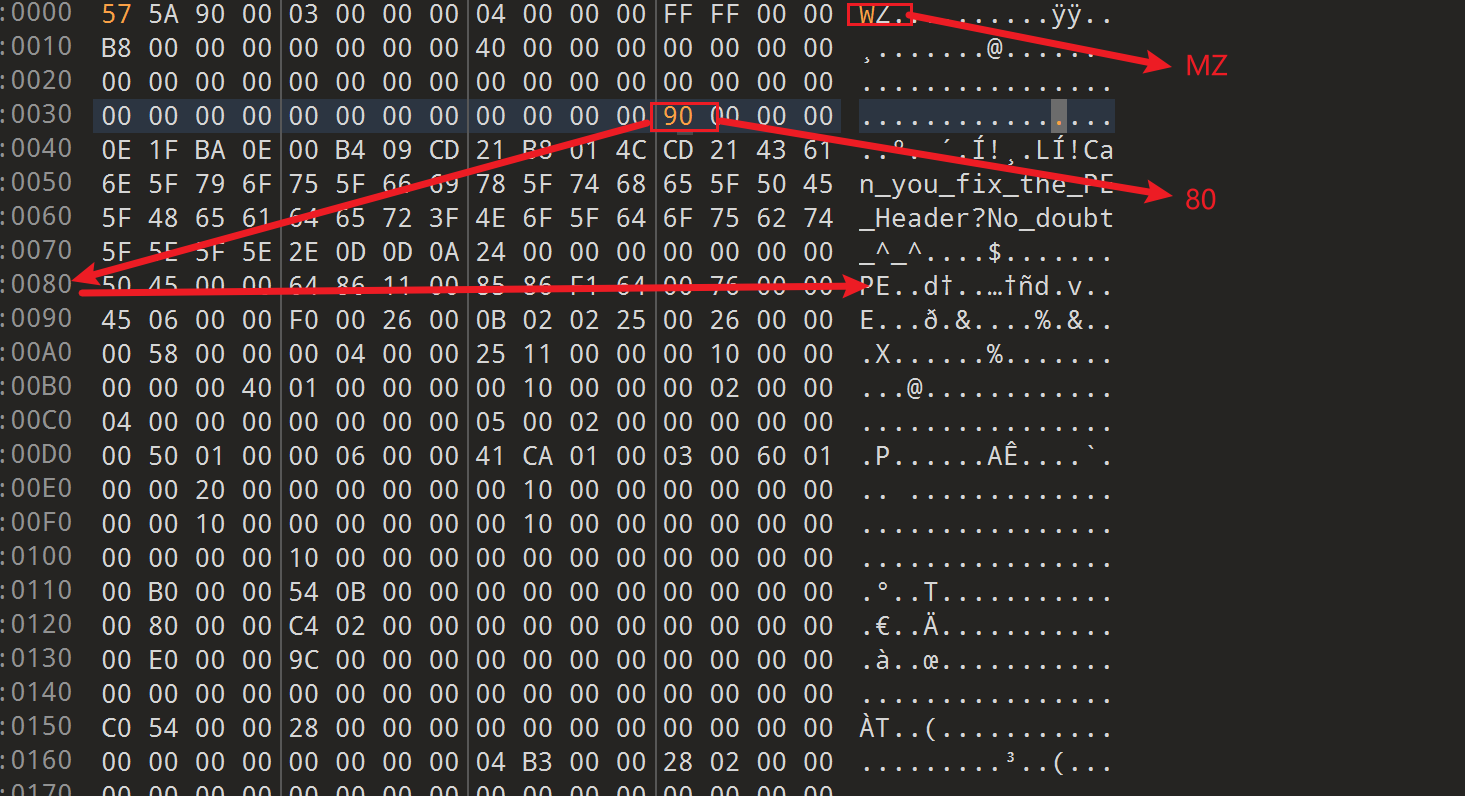 :0000 57 5A 90 00 03 00 00 00 04 00 00 00 FF FF 00 00 WZ..........ÿÿ..
MZ
:0010 B8 00 00 00 00 00 00 00 40 00 00 00 00 00 00 00 ¸.......@.......
:0020 00 00 00 00 00 00 00 00 00 00 00 00 00 00 00 00 ................
:0030 00 00 00 00 00 00 00 00 00 00 00 00 90 00 00 00 ................
:0040 0E 1F BA 0E 00 B4 09 CD 21 B8 01 4C CD 21 43 61 ..º..´.Í!¸.LÍ!Ca
:0050 6E 5F 79 6F 75 5F 66 69 78 5F 74 68 65 5F 50 45 n_you_fix_the_PE
80
:0060 5F 48 65 61 64 65 72 3F 4E 6F 5F 64 6F 75 62 74 _Header?No_doubt
:0070 5F 5E 5F 5E 2E 0D 0D 0A 24 00 00 00 00 00 00 00 _^_^....$.......
:0080 50 45 00 00 64 86 11 00 85 86 F1 64 00 76 00 00 PE..d†..…†ñd.v..
:0090 45 06 00 00 F0 00 26 00 0B 02 02 25 00 26 00 00 E...ð.&....%.&..
:00A0 00 58 00 00 00 04 00 00 25 11 00 00 00 10 00 00 .X......%.......
:00B0 00 00 00 40 01 00 00 00 00 10 00 00 00 02 00 00 ...@............
:00C0 04 00 00 00 00 00 00 00 05 00 02 00 00 00 00 00 ................
:00D0 00 50 01 00 00 06 00 00 41 CA 01 00 03 00 60 01 .P......AÊ....`.
:00E0 00 00 20 00 00 00 00 00 00 10 00 00 00 00 00 00 .. .............
:00F0 00 00 10 00 00 00 00 00 00 10 00 00 00 00 00 00 ................
:0100 00 00 00 00 10 00 00 00 00 00 00 00 00 00 00 00 ................
:0110 00 B0 00 00 54 0B 00 00 00 00 00 00 00 00 00 00 .°..T...........
:0120 00 80 00 00 C4 02 00 00 00 00 00 00 00 00 00 00 .€..Ä...........
:0130 00 E0 00 00 9C 00 00 00 00 00 00 00 00 00 00 00 .à..œ...........
:0140 00 00 00 00 00 00 00 00 00 00 00 00 00 00 00 00 ................
:0150 C0 54 00 00 28 00 00 00 00 00 00 00 00 00 00 00 ÀT..(...........
:0160 00 00 00 00 00 00 00 00 04 B3 00 00 28 02 00 00 .........³..(...
:0170 00 00 00 00 00 00 00 00 00 00 00 00 00 00 00 00